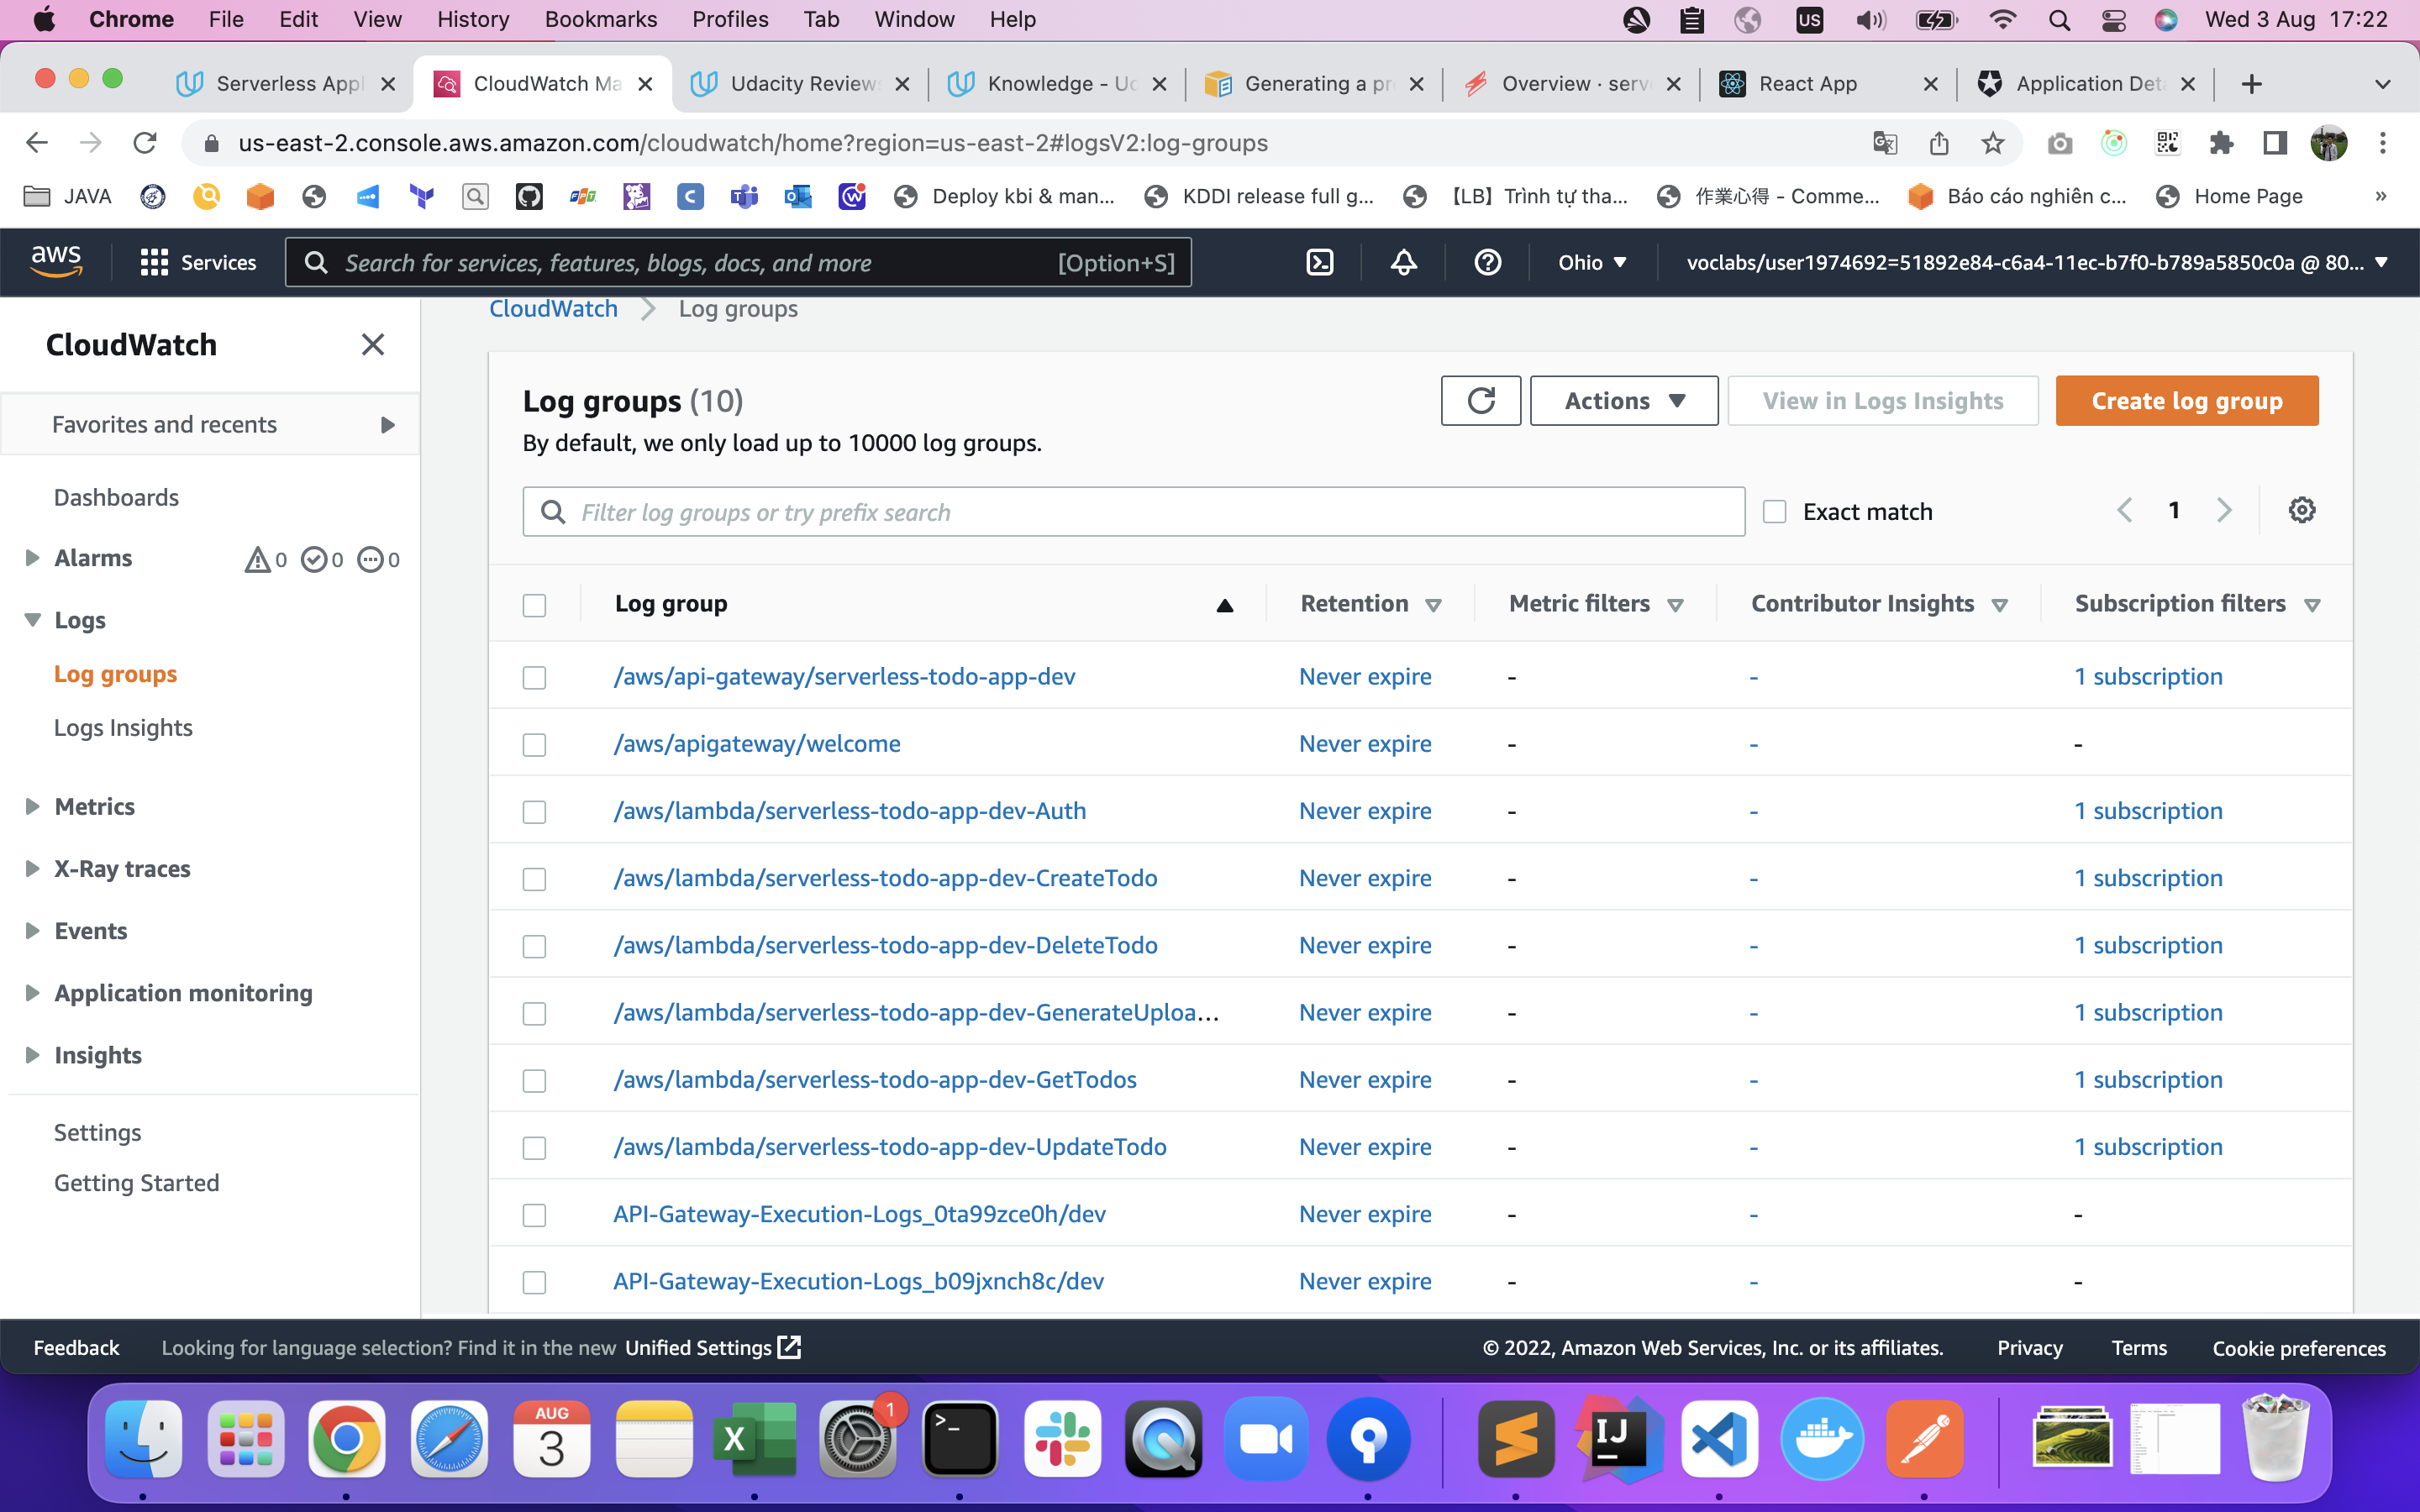 Chrome File Edit View History Bookmarks Profiles Tab Window Help US Wed 3 Aug 17:22
Serverless Appl CloudWatch Ma Udacity Reviews Knowledge - Ud Generating a pr Overview · serve React App Application Deta
us-east-2.console.aws.amazon.com/cloudwatch/home?region=us-east-2#logsV2:log-groups
JAVA Deploy kbi & man... KDDI release full g... 【LB】Trình tự tha... 作業心得 - Comme... Báo cáo nghiên c... Home Page »
aws Services Search for services, features, blogs, docs, and more [Option+S] Ohio voclabs/user1974692=51892e84-c6a4-11ec-b7f0-b789a5850c0a @ 80...
CloudWatch
Favorites and recents
Dashboards
Alarms 0 0 0
Logs
Log groups
Logs Insights
Metrics
X-Ray traces
Events
Application monitoring
Insights
Settings
Getting Started
CloudWatch Log groups
Log groups (10)
Actions View in Logs Insights Create log group
By default, we only load up to 10000 log groups.
Filter log groups or try prefix search Exact match 1
Log group Retention Metric filters Contributor Insights Subscription filters
/aws/api-gateway/serverless-todo-app-dev Never expire - - 1 subscription
/aws/apigateway/welcome Never expire - - -
/aws/lambda/serverless-todo-app-dev-Auth Never expire - - 1 subscription
/aws/lambda/serverless-todo-app-dev-CreateTodo Never expire - - 1 subscription
/aws/lambda/serverless-todo-app-dev-DeleteTodo Never expire - - 1 subscription
/aws/lambda/serverless-todo-app-dev-GenerateUploa... Never expire - - 1 subscription
/aws/lambda/serverless-todo-app-dev-GetTodos Never expire - - 1 subscription
/aws/lambda/serverless-todo-app-dev-UpdateTodo Never expire - - 1 subscription
API-Gateway-Execution-Logs_0ta99zce0h/dev Never expire - - -
API-Gateway-Execution-Logs_b09jxnch8c/dev Never expire - - -
Feedback Looking for language selection? Find it in the new Unified Settings © 2022, Amazon Web Services, Inc. or its affiliates. Privacy Terms Cookie preferences
AUG
3
X
1
>_
IJ